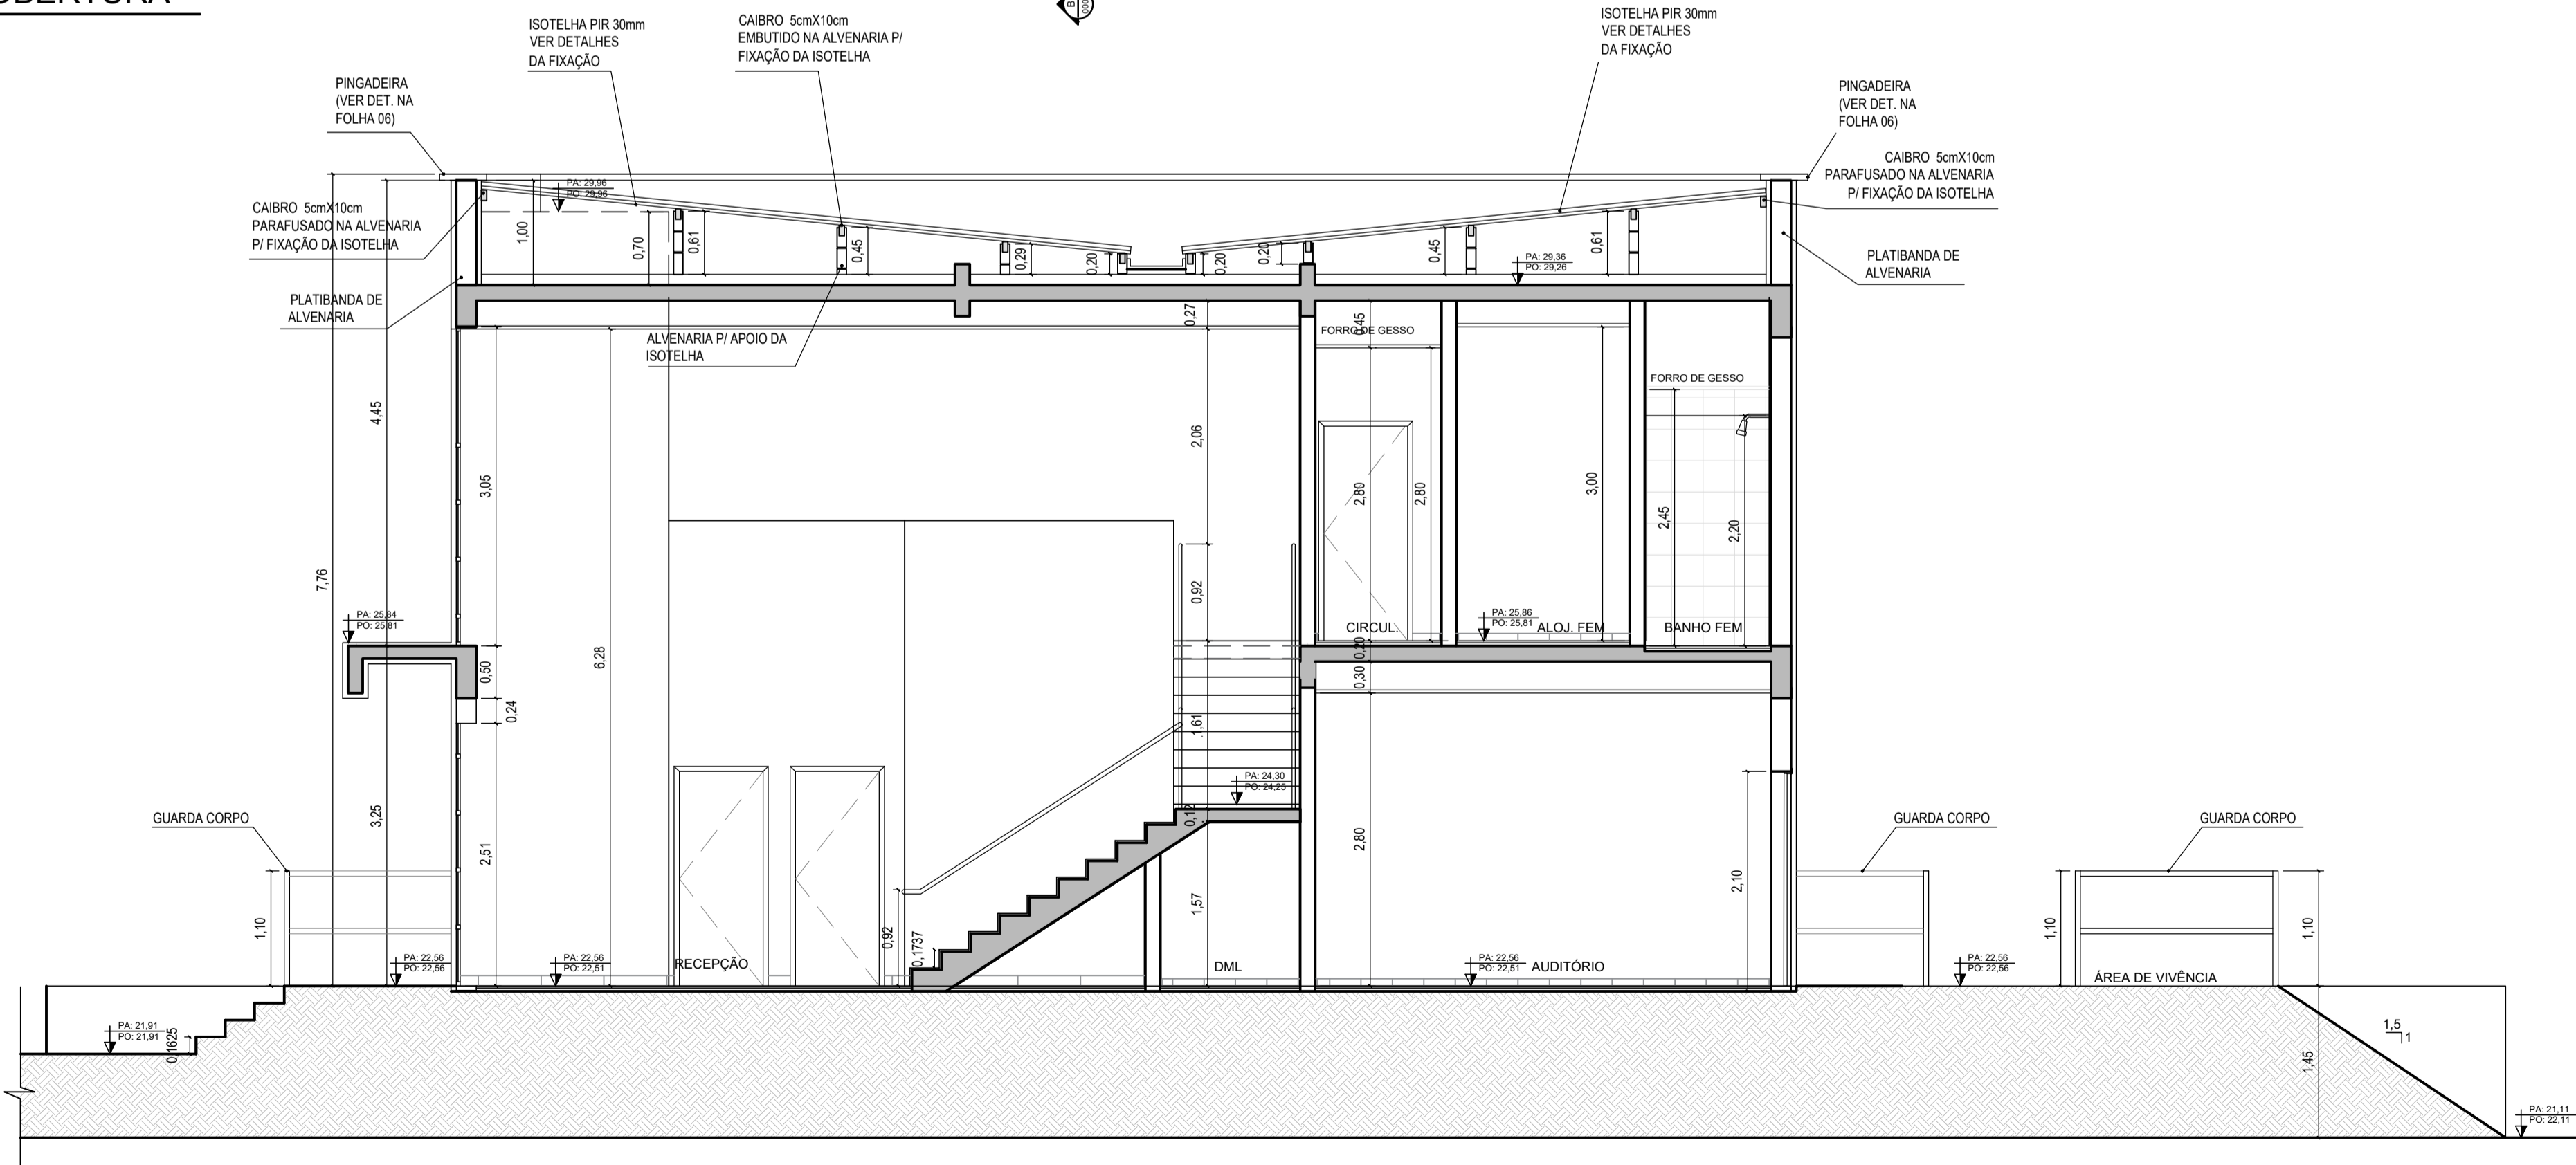 OBERTURA
B
000
ISOTELHA PIR 30mm
VER DETALHES
DA FIXAÇÃO
CAIBRO 5cmX10cm
EMBUTIDO NA ALVENARIA P/
FIXAÇÃO DA ISOTELHA
ISOTELHA PIR 30mm
VER DETALHES
DA FIXAÇÃO
PINGADEIRA
(VER DET. NA
FOLHA 06)
PINGADEIRA
(VER DET. NA
FOLHA 06)
CAIBRO 5cmX10cm
PARAFUSADO NA ALVENARIA
P/ FIXAÇÃO DA ISOTELHA
CAIBRO 5cmX10cm
PARAFUSADO NA ALVENARIA
P/ FIXAÇÃO DA ISOTELHA
PLATIBANDA DE
ALVENARIA
PLATIBANDA DE
ALVENARIA
PA: 29,96
PO: 29,96
1,00
0,70
0,61
0,45
0,29
0,20
0,20
0,20
0,45
0,61
PA: 29,36
PO: 29,26
ALVENARIA P/ APOIO DA
ISOTELHA
0,27
0,45
FORRO DE GESSO
FORRO DE GESSO
7,76
4,45
3,05
6,28
2,06
2,80
2,80
3,00
2,45
2,20
0,92
PA: 25,84
PO: 25,81
PA: 25,86
PO: 25,81
CIRCUL.
ALOJ. FEM
BANHO FEM
0,50
0,24
0,20
0,30
1,61
PA: 24,30
PO: 24,25
0,12
3,25
2,51
2,80
2,10
1,57
0,92
0,1737
GUARDA CORPO
GUARDA CORPO
GUARDA CORPO
1,10
1,10
1,10
PA: 22,56
PO: 22,56
PA: 22,56
PO: 22,51
RECEPÇÃO
DML
PA: 22,56
PO: 22,51
AUDITÓRIO
PA: 22,56
PO: 22,56
ÁREA DE VIVÊNCIA
PA: 21,91
PO: 21,91
0,1625
1,5
1
1,45
PA: 21,11
PO: 22,11